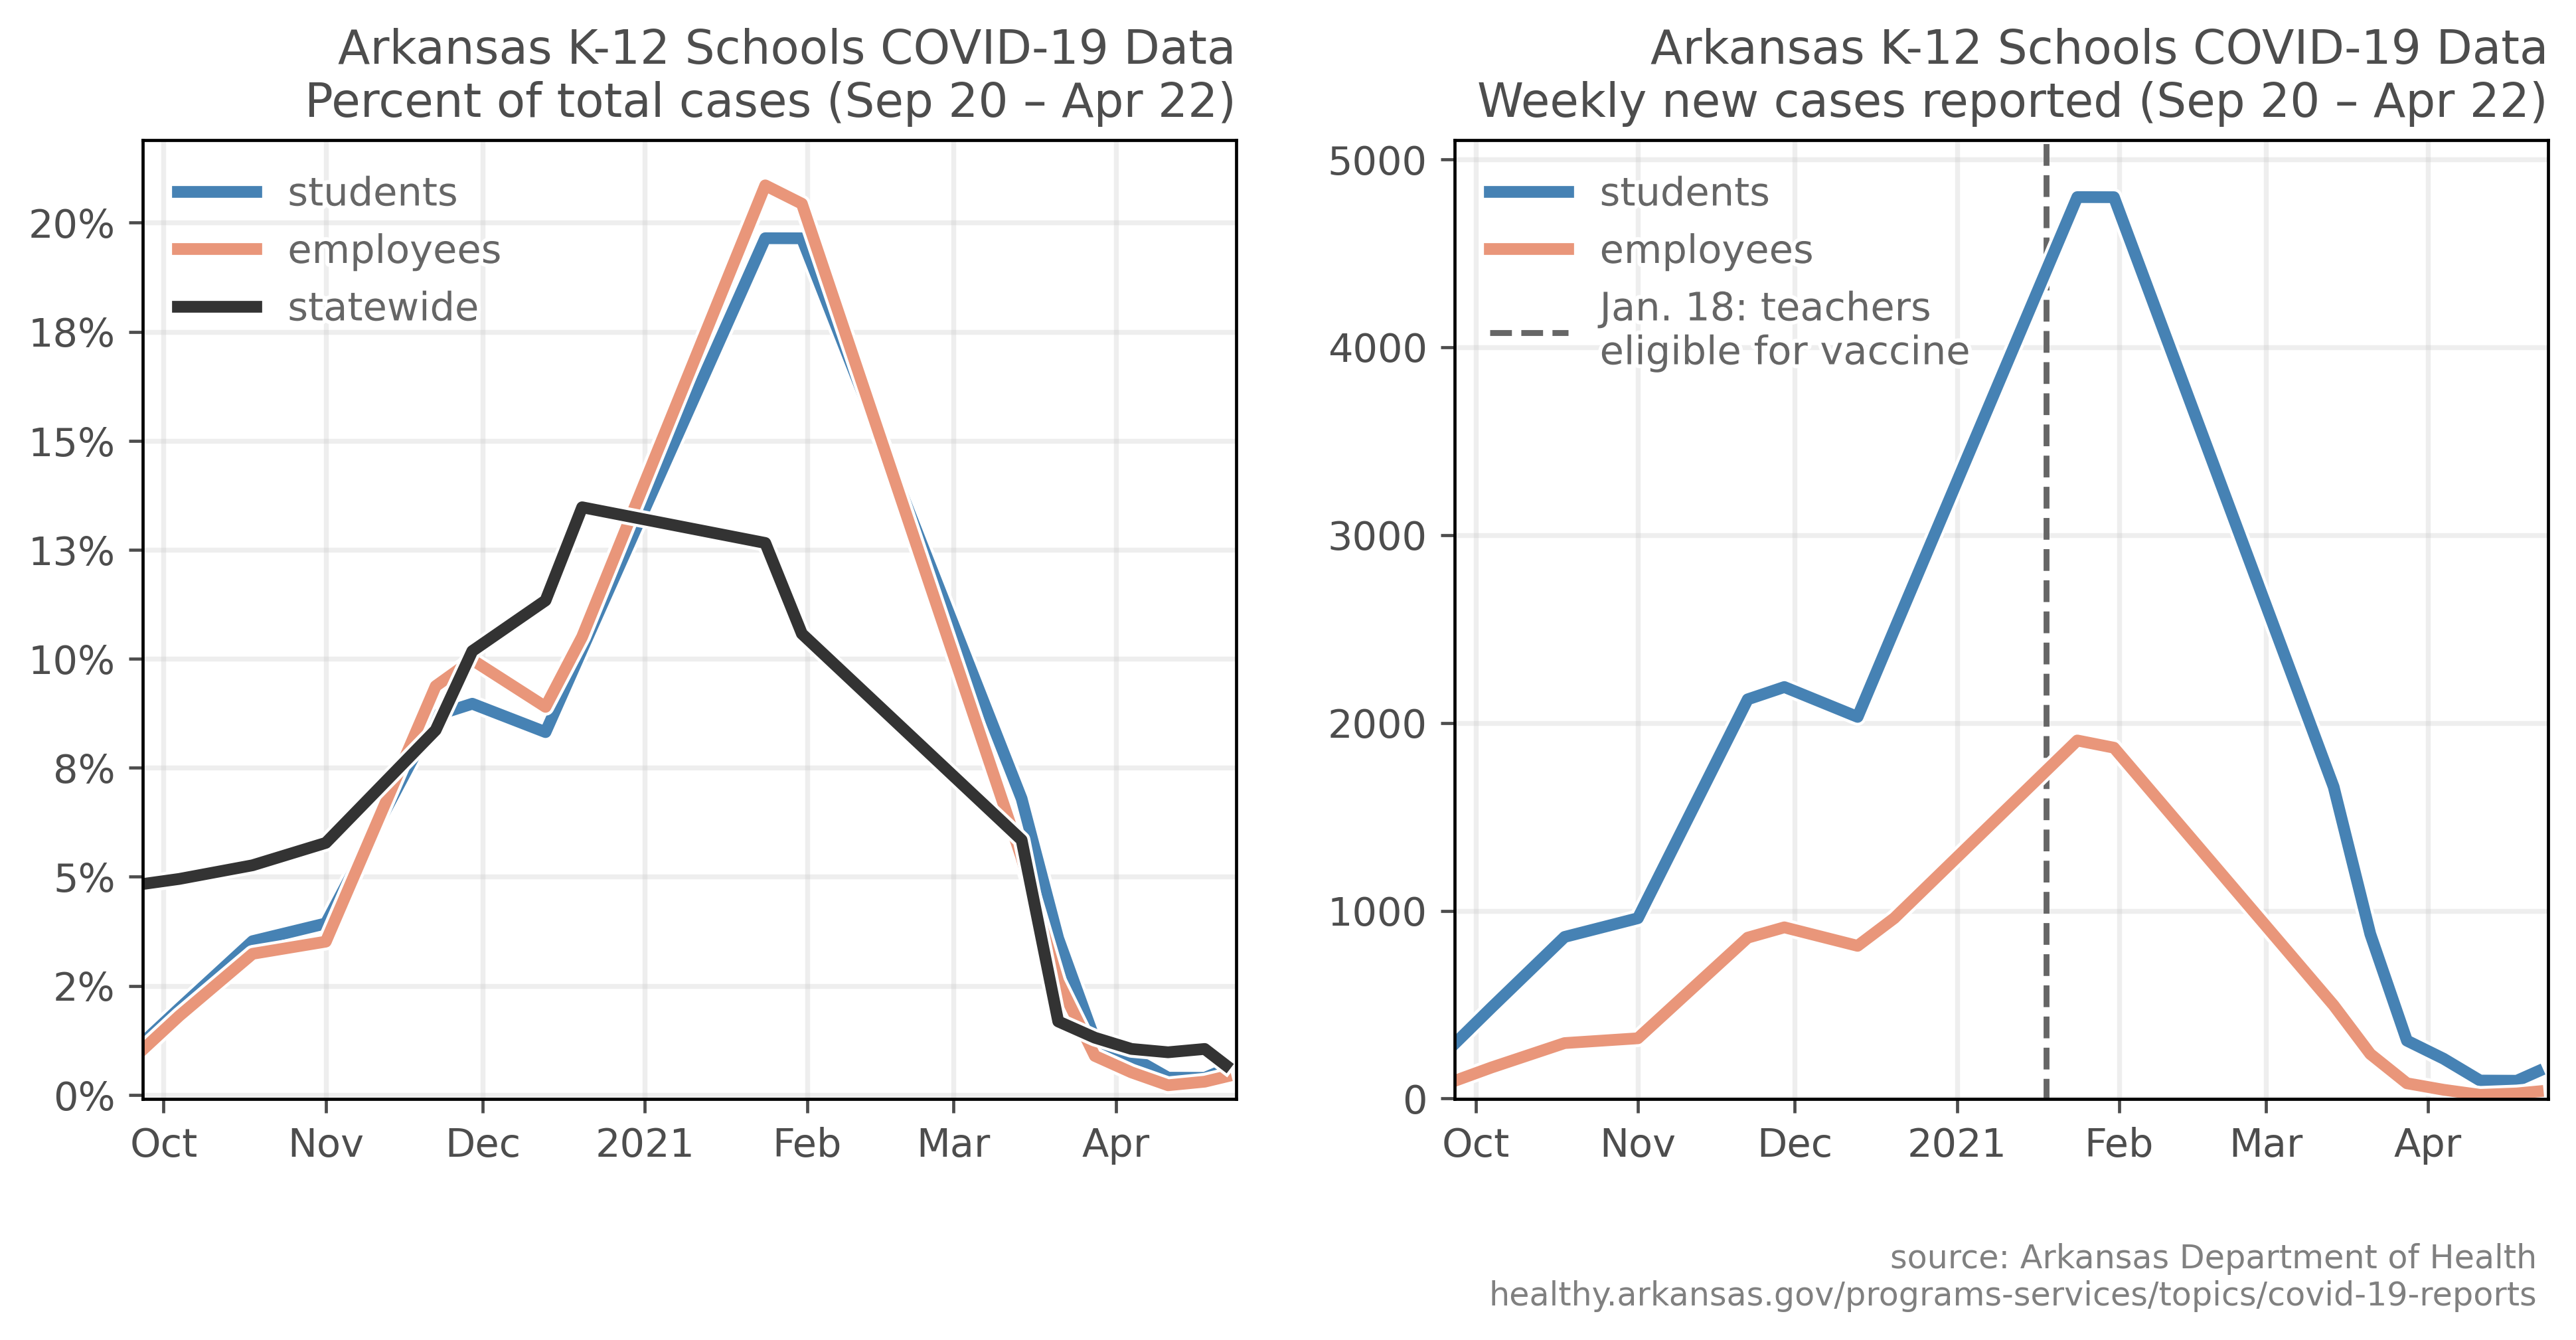 Arkansas K-12 Schools COVID-19 Data
Percent of total cases (Sep 20 – Apr 22)
students
employees
statewide
20%
18%
15%
13%
10%
8%
5%
2%
0%
Oct
Nov
Dec
2021
Feb
Mar
Apr
Arkansas K-12 Schools COVID-19 Data
Weekly new cases reported (Sep 20 – Apr 22)
students
employees
Jan. 18: teachers
eligible for vaccine
5000
4000
3000
2000
1000
0
Oct
Nov
Dec
2021
Feb
Mar
Apr
source: Arkansas Department of Health
healthy.arkansas.gov/programs-services/topics/covid-19-reports